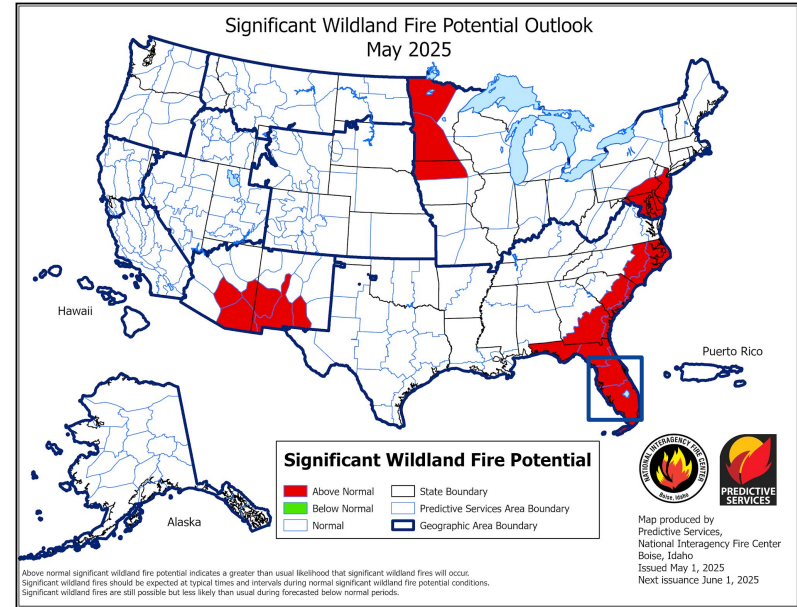 Significant Wildland Fire Potential Outlook
May 2025
Hawaii
Puerto Rico
Alaska
Significant Wildland Fire Potential
Above Normal
Below Normal
Normal
State Boundary
Predictive Services Area Boundary
Geographic Area Boundary
NATIONAL INTERAGENCY FIRE CENTER
Boise, Idaho
PREDICTIVE
SERVICES
Map produced by
Predictive Services,
National Interagency Fire Center
Boise, Idaho
Issued May 1, 2025
Next issuance June 1, 2025
Above normal significant wildland fire potential indicates a greater than usual likelihood that significant wildland fires will occur.
Significant wildland fires should be expected at typical times and intervals during normal significant wildland fire potential conditions.
Significant wildland fires are still possible but less likely than usual during forecasted below normal periods.